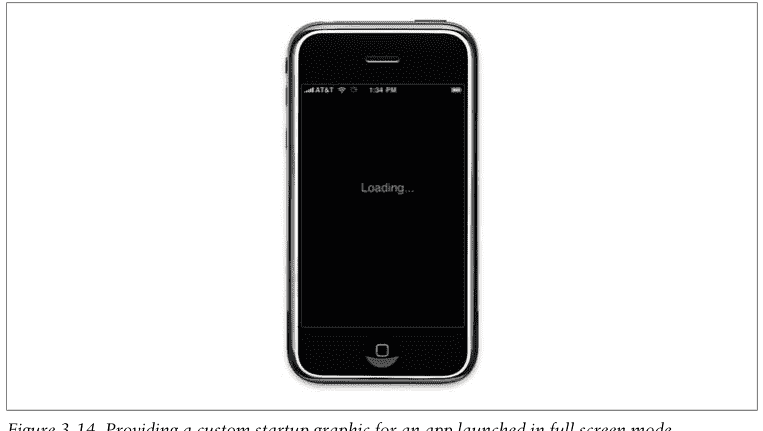 AT&T 1:34 PM
Loading...
Figure 3-14. Providing a custom startup graphic for an app launched in full screen mode